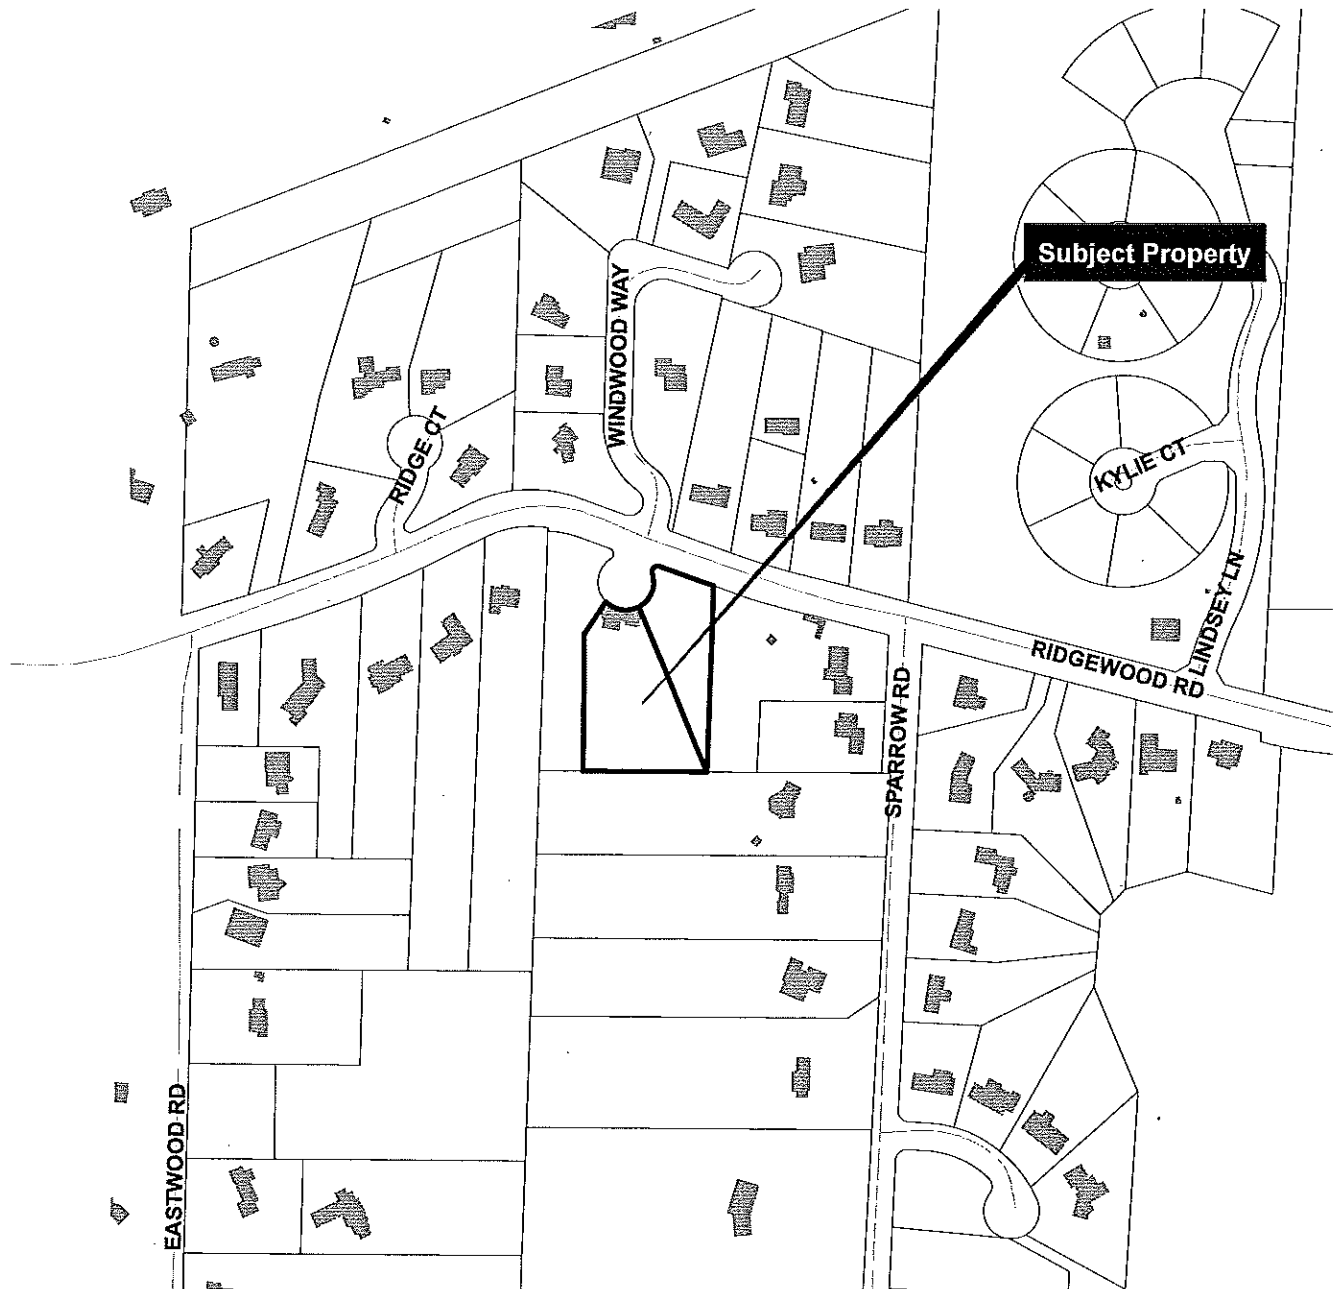 Subject Property
WINDWOOD WAY
RIDGE CT
KYLIE CT
LINDSEY LN
RIDGEWOOD RD
SPARROW RD
EASTWOOD RD